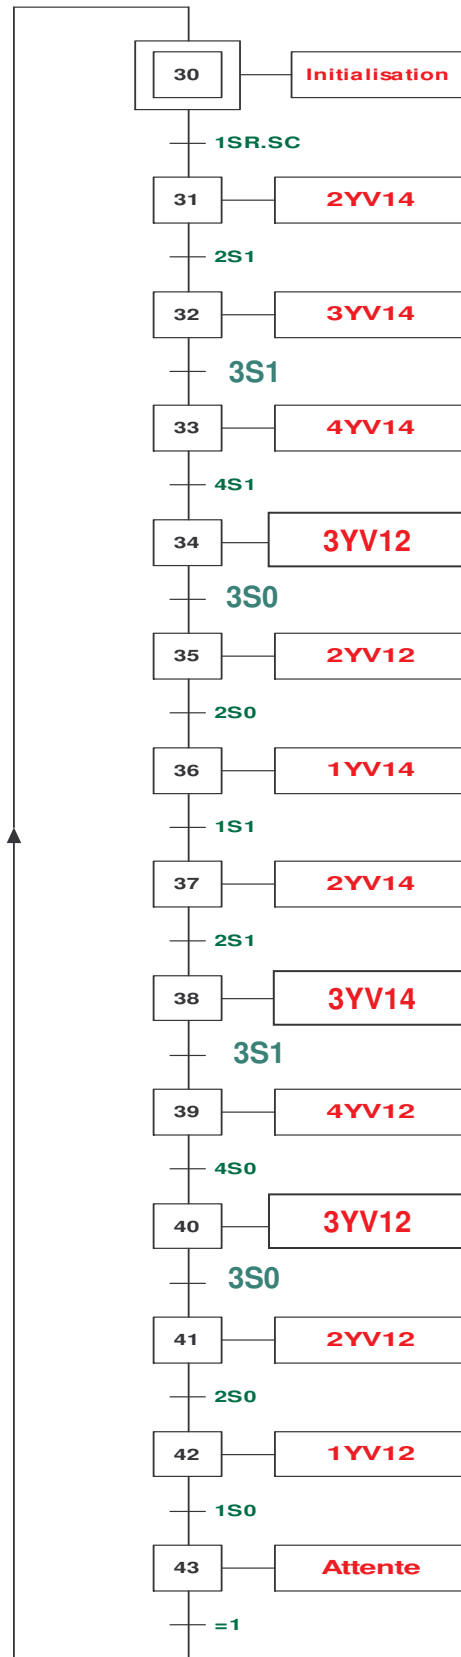 30 Initialisation
1SR.SC
31 2YV14
2S1
32 3YV14
3S1
33 4YV14
4S1
34 3YV12
3S0
35 2YV12
2S0
36 1YV14
1S1
37 2YV14
2S1
38 3YV14
3S1
39 4YV12
4S0
40 3YV12
3S0
41 2YV12
2S0
42 1YV12
1S0
43 Attente
=1